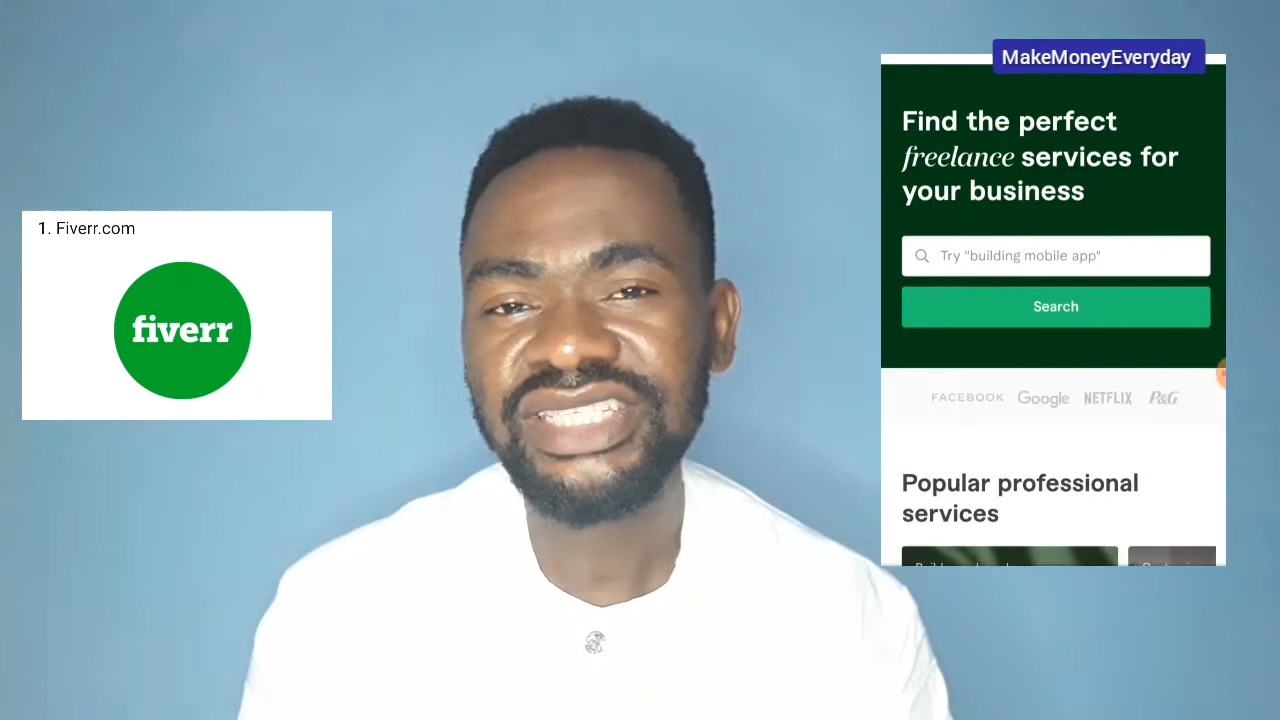 1. Fiverr.com
fiverr
MakeMoneyEveryday
Find the perfect
freelance services for
your business
Try "building mobile app"
Search
FACEBOOK Google NETFLIX P&G
Popular professional
services